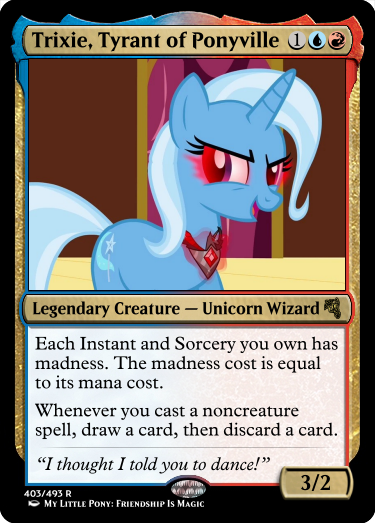 Trixie, Tyrant of Ponyville 1
Legendary Creature — Unicorn Wizard
Each Instant and Sorcery you own has
madness. The madness cost is equal
to its mana cost.
Whenever you cast a noncreature
spell, draw a card, then discard a card.
“I thought I told you to dance!”
3/2
403/493 R
My Little Pony: Friendship Is Magic